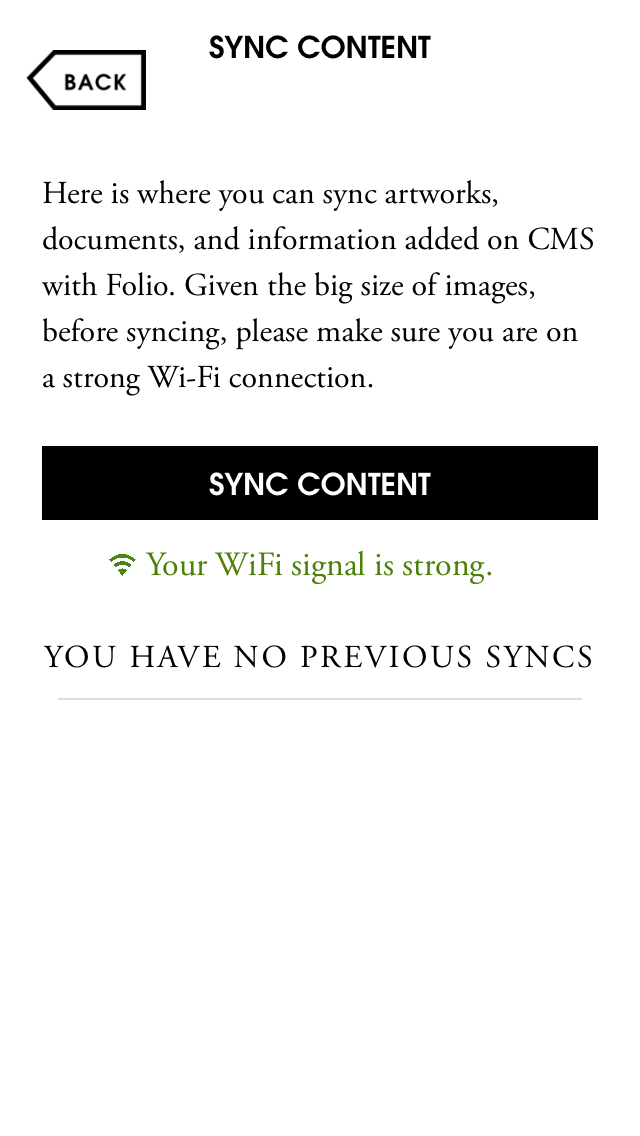 SYNC CONTENT
BACK
Here is where you can sync artworks,
documents, and information added on CMS
with Folio. Given the big size of images,
before syncing, please make sure you are on
a strong Wi-Fi connection.
SYNC CONTENT
Your WiFi signal is strong.
YOU HAVE NO PREVIOUS SYNCS